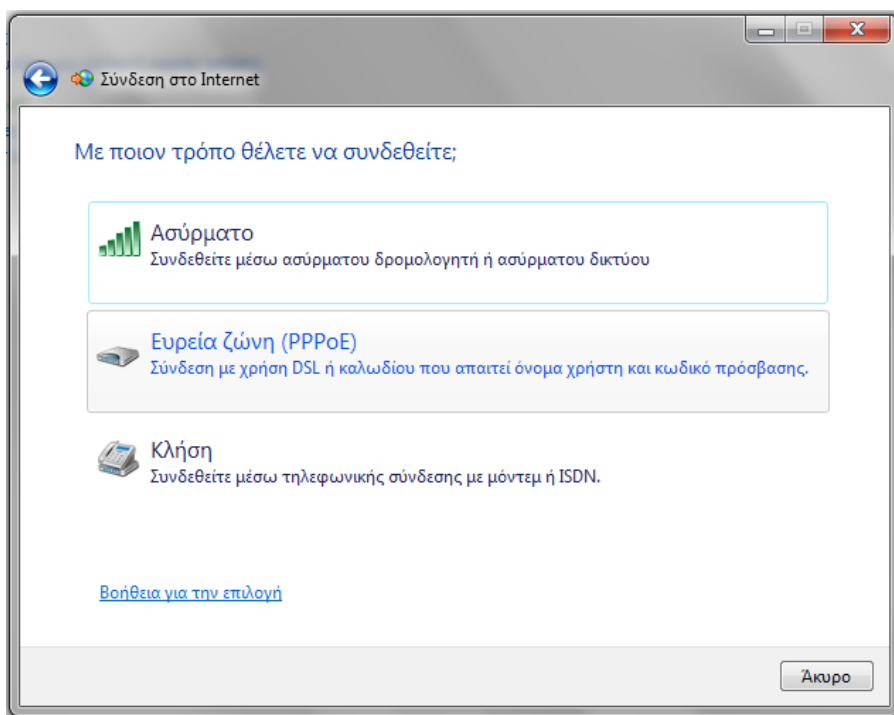 Σύνδεση στο Internet
Με ποιον τρόπο θέλετε να συνδεθείτε;
Ασύρματο
Συνδεθείτε μέσω ασύρματου δρομολογητή ή ασύρματου δικτύου
Ευρεία ζώνη (PPPoE)
Σύνδεση με χρήση DSL ή καλωδίου που απαιτεί όνομα χρήστη και κωδικό πρόσβασης.
Κλήση
Συνδεθείτε μέσω τηλεφωνικής σύνδεσης με μόντεμ ή ISDN.
Βοήθεια για την επιλογή
Άκυρο